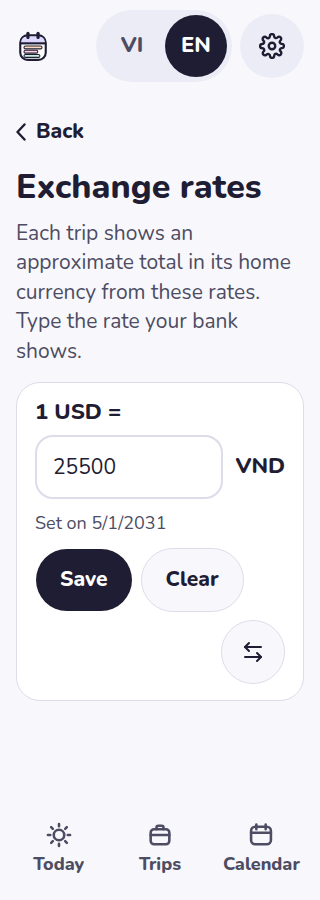 VI
EN
Back
Exchange rates
Each trip shows an
approximate total in its home
currency from these rates.
Type the rate your bank
shows.
1 USD =
25500
VND
Set on 5/1/2031
Save
Clear
Today
Trips
Calendar